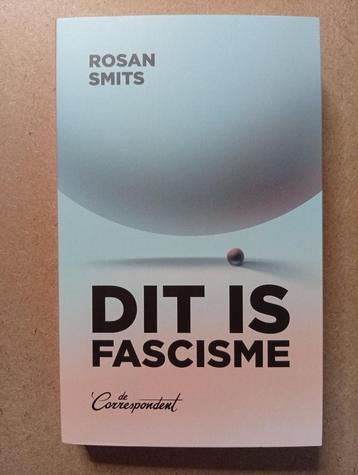 ROSAN
SMITS
DIT IS
FASCISME
de
Correspondent